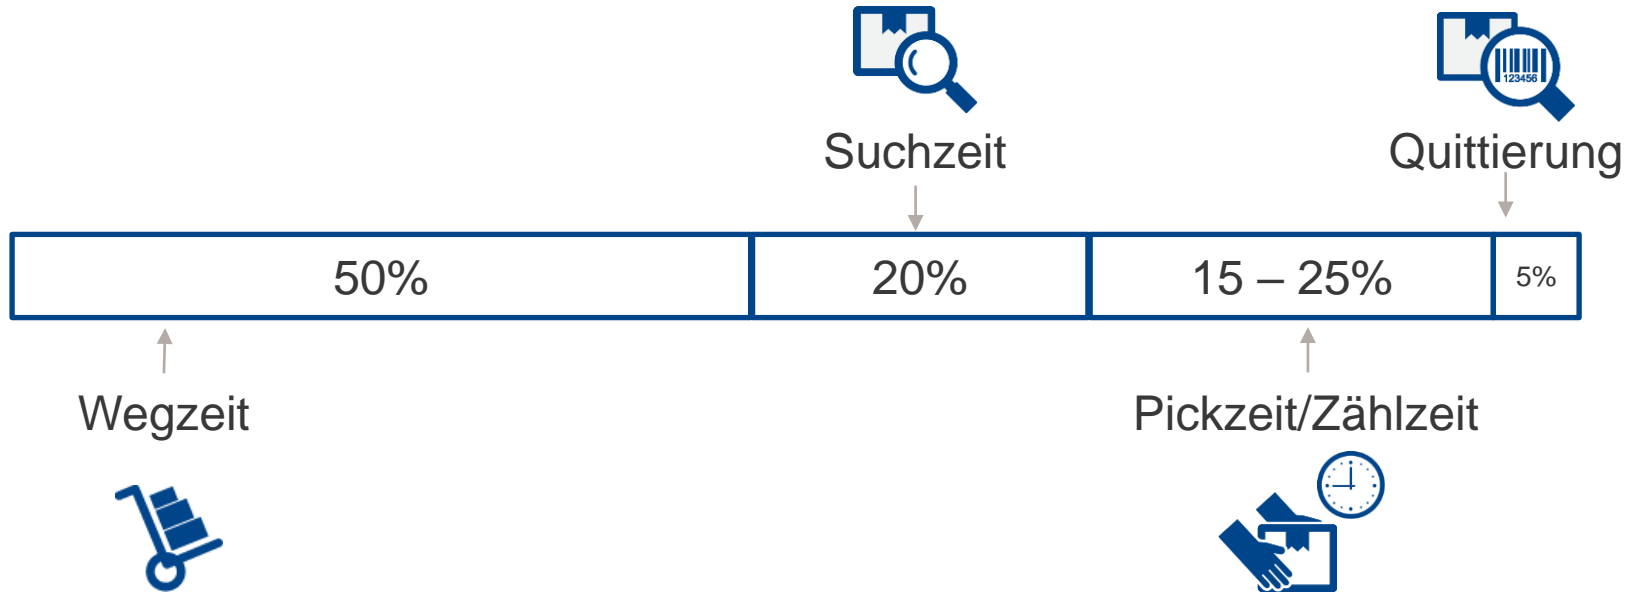 123456
Suchzeit
Quittierung
50%
20%
15 – 25%
5%
Wegzeit
Pickzeit/Zählzeit